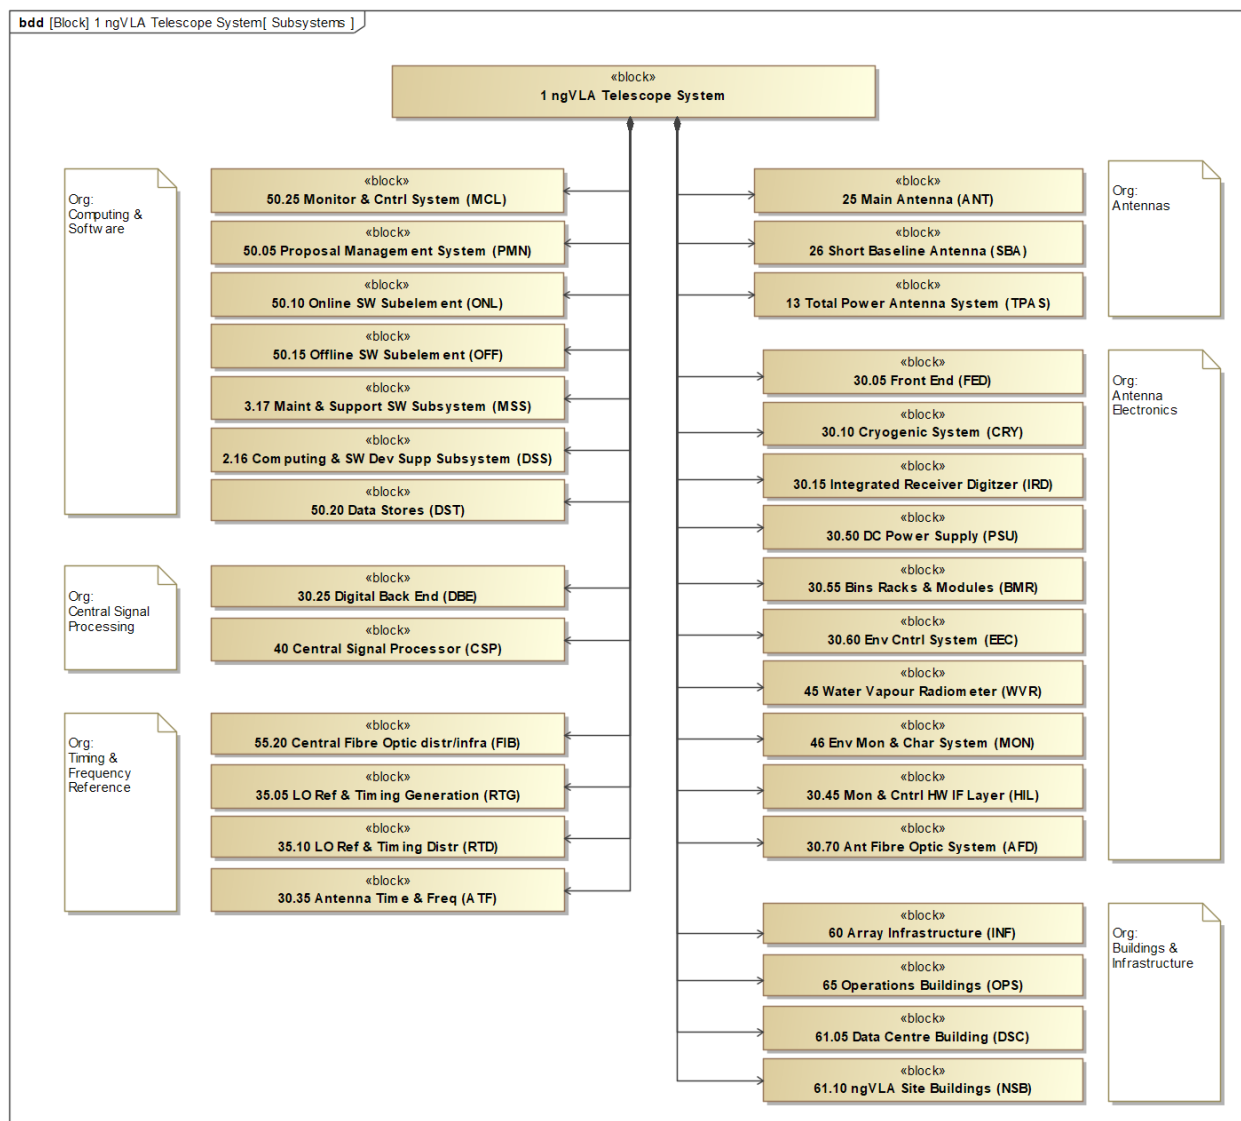 bdd [Block] 1 ngVLA Telescope System[ Subsystems ]
«block»
1 ngVLA Telescope System
Org:
Computing &
Software
«block»
50.25 Monitor & Cntrl System (MCL)
«block»
50.05 Proposal Management System (PMN)
«block»
50.10 Online SW Subelement (ONL)
«block»
50.15 Offline SW Subelement (OFF)
«block»
3.17 Maint & Support SW Subsystem (MSS)
«block»
2.16 Computing & SW Dev Supp Subsystem (DSS)
«block»
50.20 Data Stores (DST)
Org:
Central Signal
Processing
«block»
30.25 Digital Back End (DBE)
«block»
40 Central Signal Processor (CSP)
Org:
Timing &
Frequency
Reference
«block»
55.20 Central Fibre Optic distr/infra (FIB)
«block»
35.05 LO Ref & Timing Generation (RTG)
«block»
35.10 LO Ref & Timing Distr (RTD)
«block»
30.35 Antenna Time & Freq (ATF)
«block»
25 Main Antenna (ANT)
«block»
26 Short Baseline Antenna (SBA)
«block»
13 Total Power Antenna System (TPAS)
Org:
Antennas
«block»
30.05 Front End (FED)
«block»
30.10 Cryogenic System (CRY)
«block»
30.15 Integrated Receiver Digitzer (IRD)
«block»
30.50 DC Power Supply (PSU)
«block»
30.55 Bins Racks & Modules (BMR)
«block»
30.60 Env Cntrl System (EEC)
«block»
45 Water Vapour Radiometer (WVR)
«block»
46 Env Mon & Char System (MON)
«block»
30.45 Mon & Cntrl HW IF Layer (HIL)
«block»
30.70 Ant Fibre Optic System (AFD)
Org:
Antenna
Electronics
«block»
60 Array Infrastructure (INF)
«block»
65 Operations Buildings (OPS)
«block»
61.05 Data Centre Building (DSC)
«block»
61.10 ngVLA Site Buildings (NSB)
Org:
Buildings &
Infrastructure